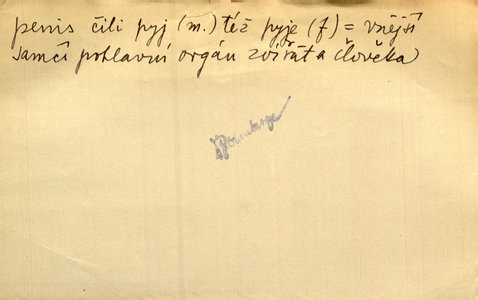 penis čili pyj (m.) též pyje (f) = vnější
samčí pohlavní orgán zvířat a člověka